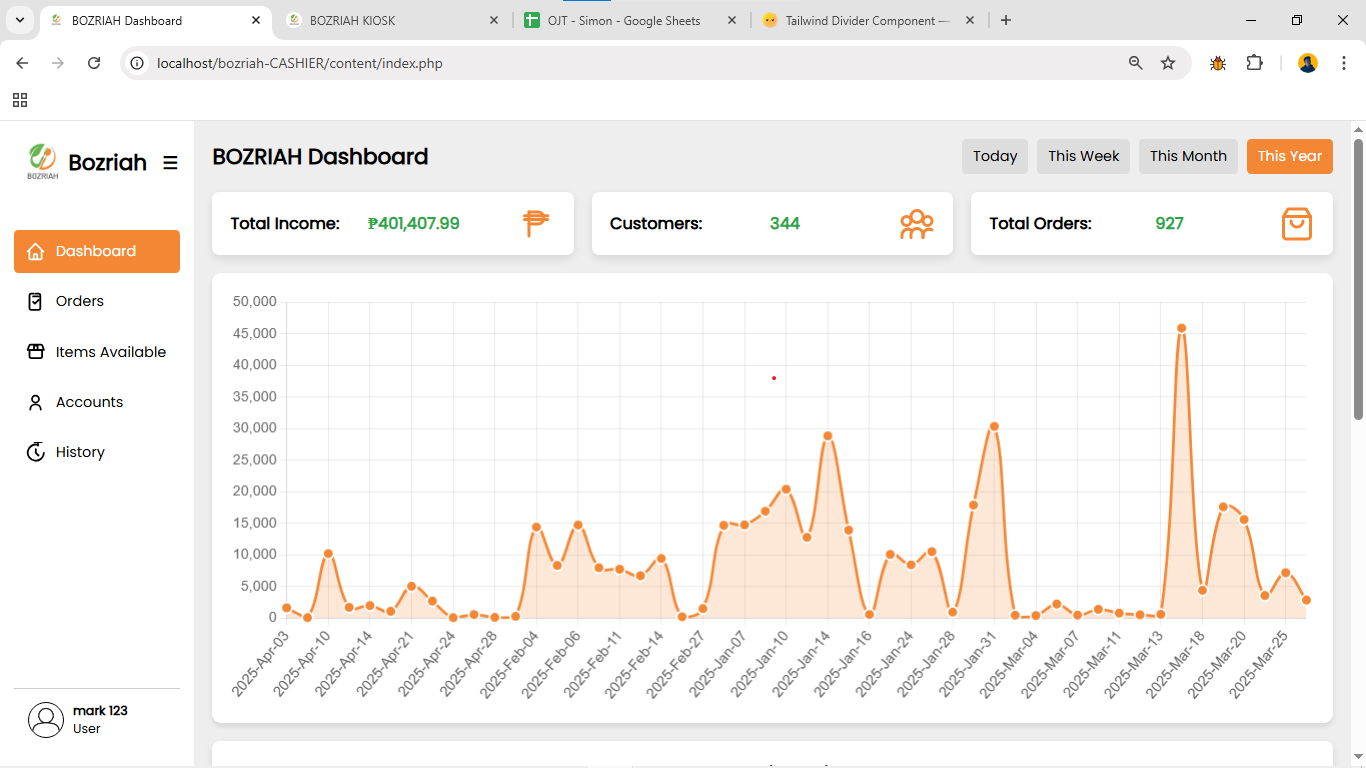 BOZRIAH Dashboard
BOZRIAH KIOSK
OJT - Simon - Google Sheets
Tailwind Divider Component —
localhost/bozriah-CASHIER/content/index.php
BOZRIAH
Bozriah
Dashboard
Orders
Items Available
Accounts
History
mark 123
User
BOZRIAH Dashboard
Today
This Week
This Month
This Year
Total Income: ₱401,407.99
Customers: 344
Total Orders: 927
50,000
45,000
40,000
35,000
30,000
25,000
20,000
15,000
10,000
5,000
0
2025-Apr-03
2025-Apr-10
2025-Apr-14
2025-Apr-21
2025-Apr-24
2025-Apr-28
2025-Feb-04
2025-Feb-06
2025-Feb-11
2025-Feb-14
2025-Feb-27
2025-Jan-07
2025-Jan-10
2025-Jan-14
2025-Jan-16
2025-Jan-24
2025-Jan-28
2025-Jan-31
2025-Mar-04
2025-Mar-07
2025-Mar-11
2025-Mar-13
2025-Mar-18
2025-Mar-20
2025-Mar-25